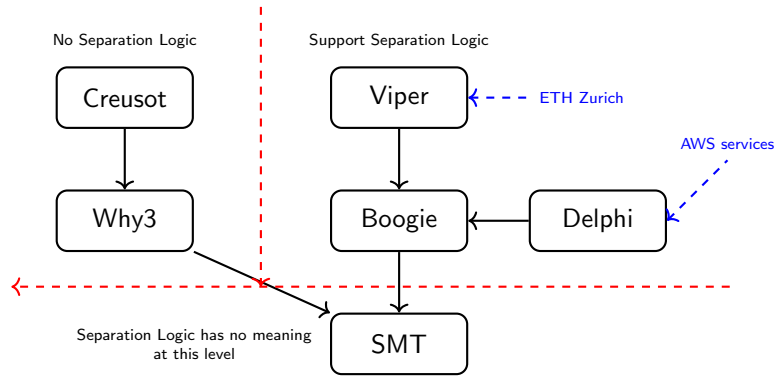 No Separation Logic
Support Separation Logic
Creusot
Viper
ETH Zurich
AWS services
Why3
Boogie
Delphi
Separation Logic has no meaning
at this level
SMT